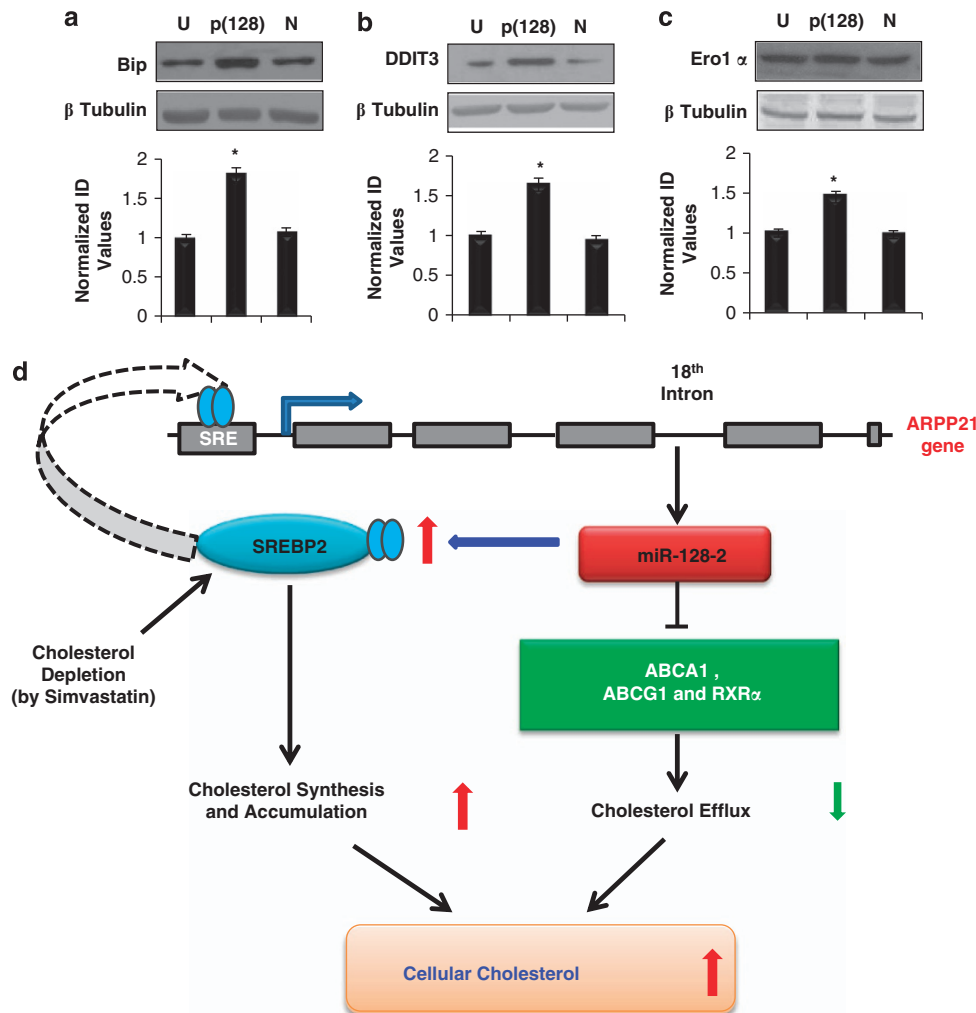 a
U p(128) N
Bip
β Tubulin
Normalized ID
Values
2
1.5
1
0.5
0
*
b
U p(128) N
DDIT3
β Tubulin
Normalized ID
Values
2
1.5
1
0.5
0
*
c
U p(128) N
Ero1 α
β Tubulin
Normalized ID
Values
2
1.5
1
0.5
0
*
d
18th
Intron
SRE
ARPP21
gene
SREBP2
miR-128-2
Cholesterol
Depletion
(by Simvastatin)
ABCA1 ,
ABCG1 and RXRα
Cholesterol Synthesis
and Accumulation
Cholesterol Efflux
Cellular Cholesterol